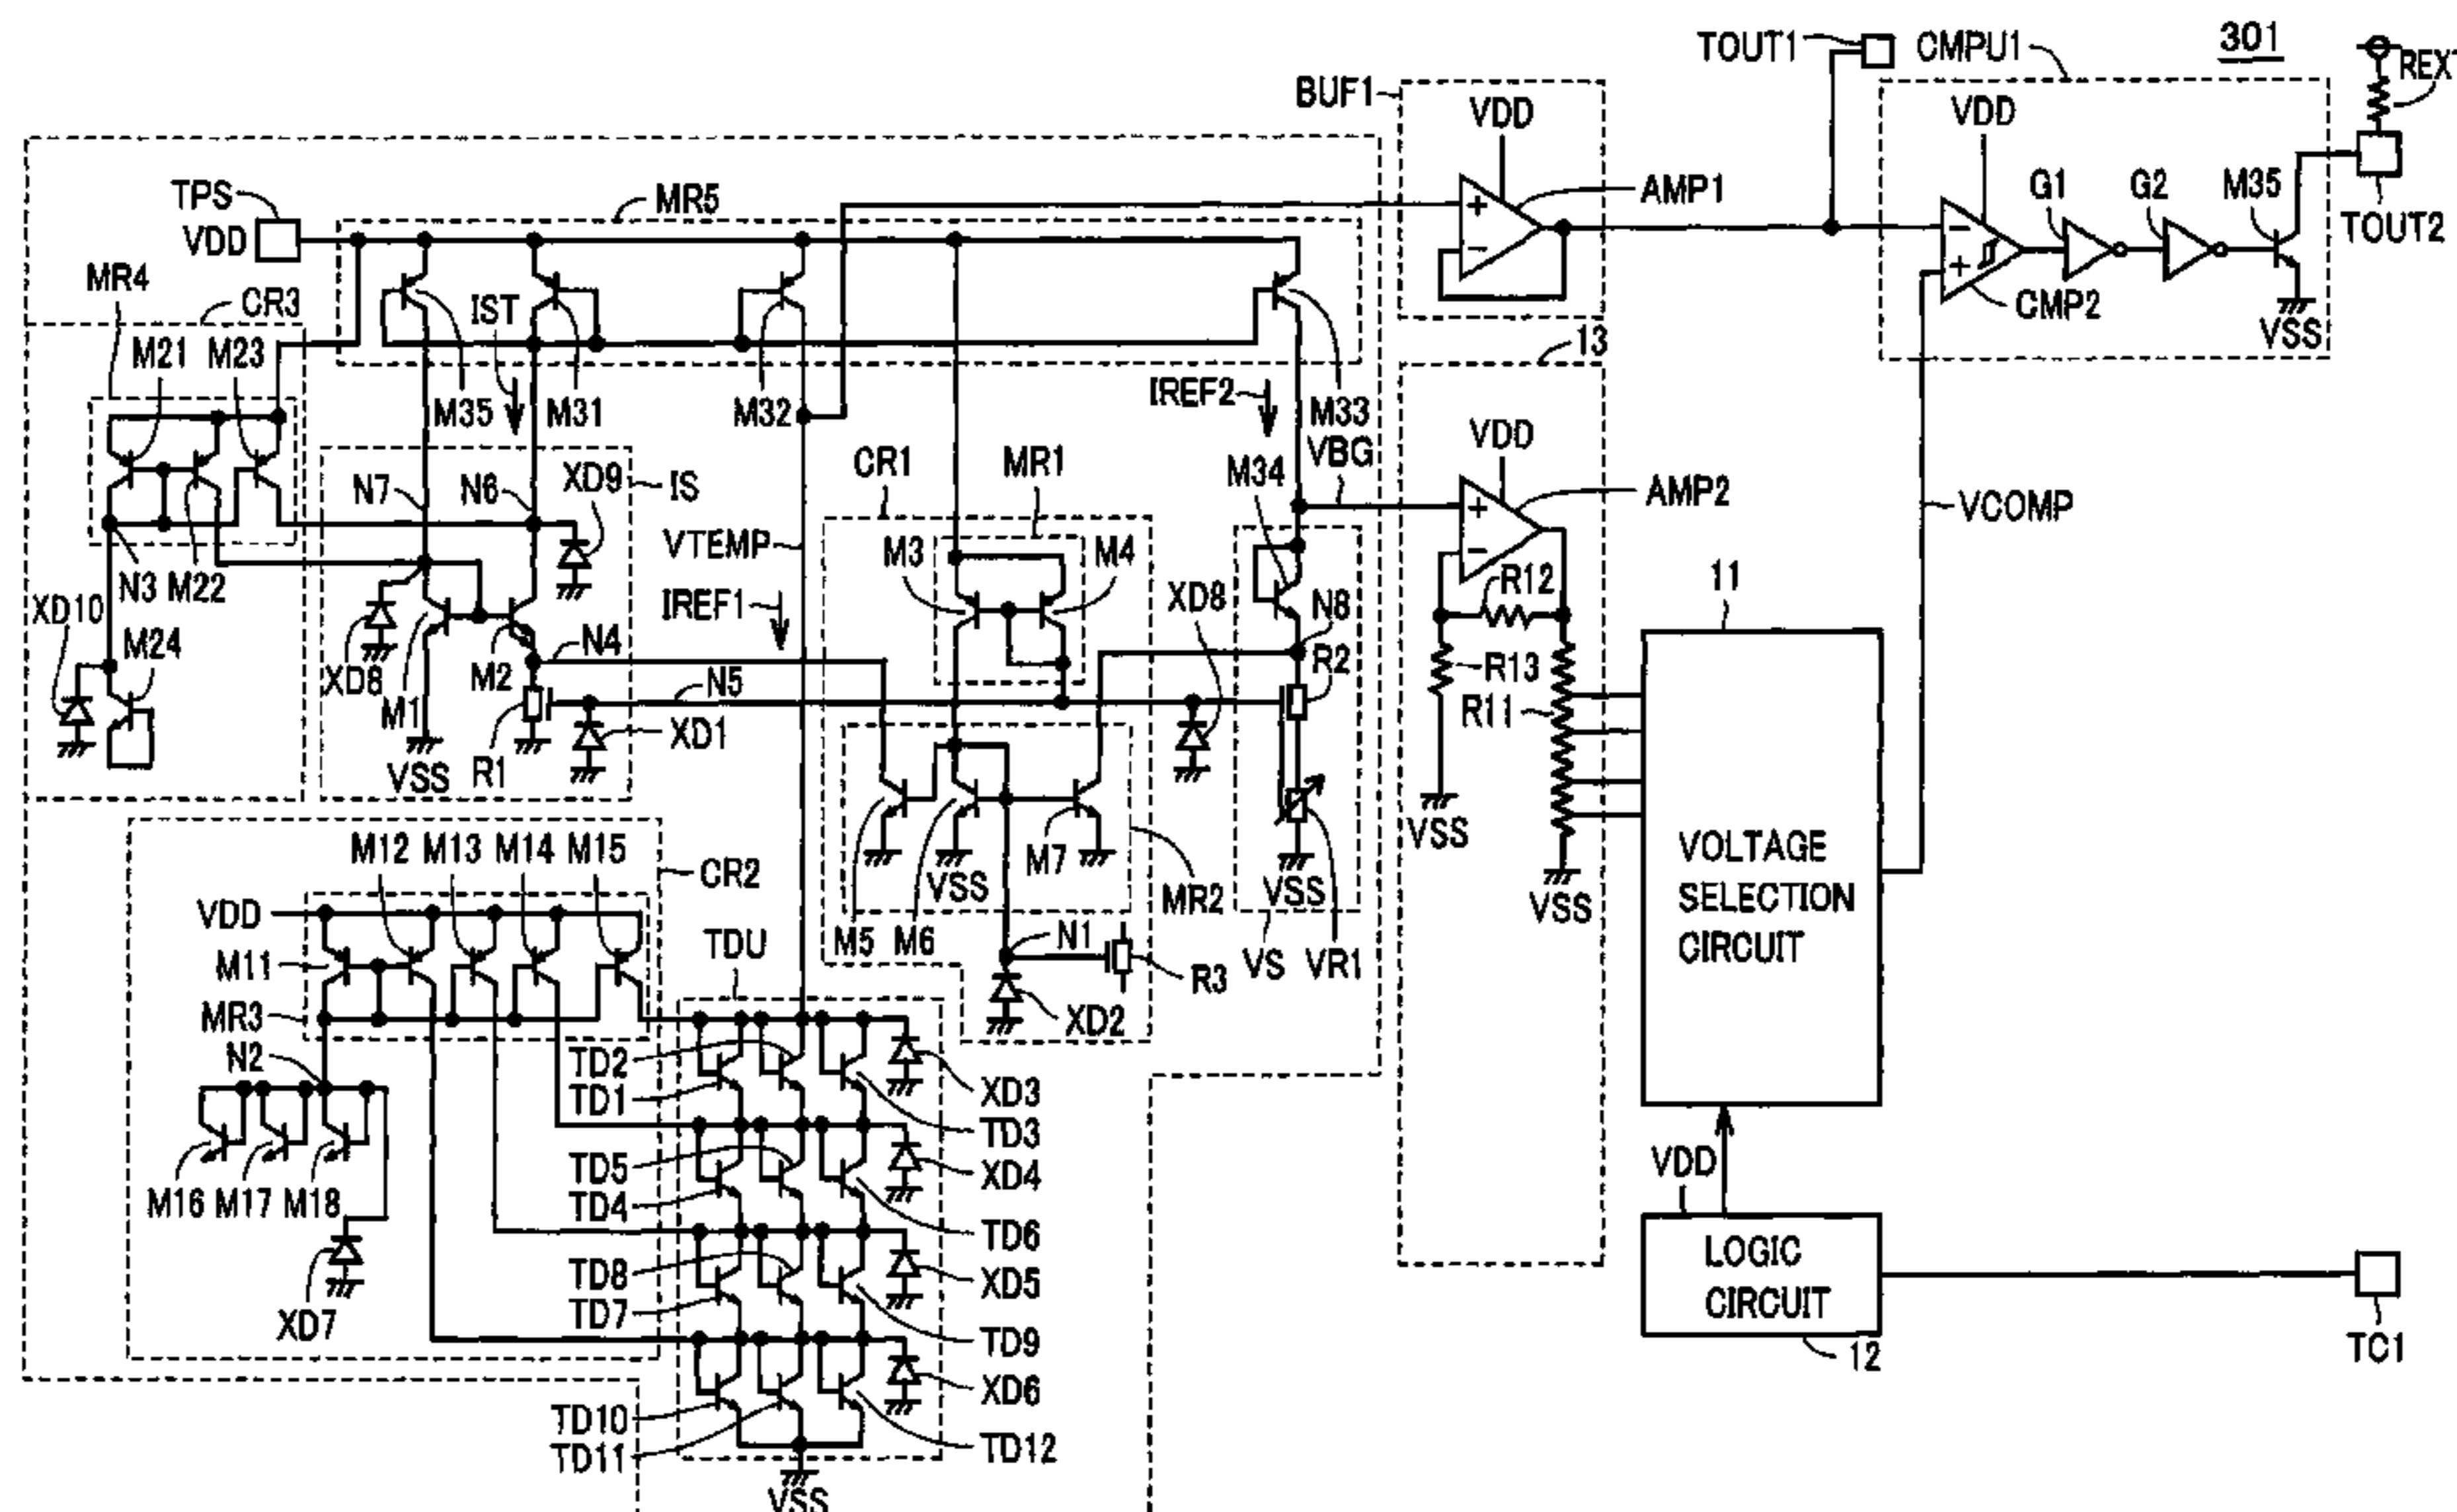 301
TOUT1
CMPU1
REX1
BUF1
VDD
VDD
TPS
VDD
MR5
AMP1
G1
G2
M35
TOUT2
MR4
CR3
IST
CMP2
VSS
M21
M23
13
M35
M31
M32
IREF2
M33
VDD
VBG
CR1
MR1
M34
N7
N6
XD9
IS
AMP2
VCOMP
VTEMP
M3
M4
N3
M22
XD10
11
R12
XD8
IREF1
N8
M24
N4
M2
R2
R13
XD8
N5
M1
R11
XD1
VSS
R1
VSS
VOLTAGE
SELECTION
CIRCUIT
M12
M13
M14
M15
CR2
M7
VSS
VSS
MR2
VSS
VDD
TDU
M5
M6
N1
VS
VR1
M11
R3
MR3
XD2
N2
TD2
TD1
XD3
TD3
VDD
TD5
XD4
M16
M17
M18
TD4
TD6
LOGIC
CIRCUIT
TD8
XD5
TD7
XD7
TD9
12
TC1
XD6
TD10
TD11
TD12
VSS